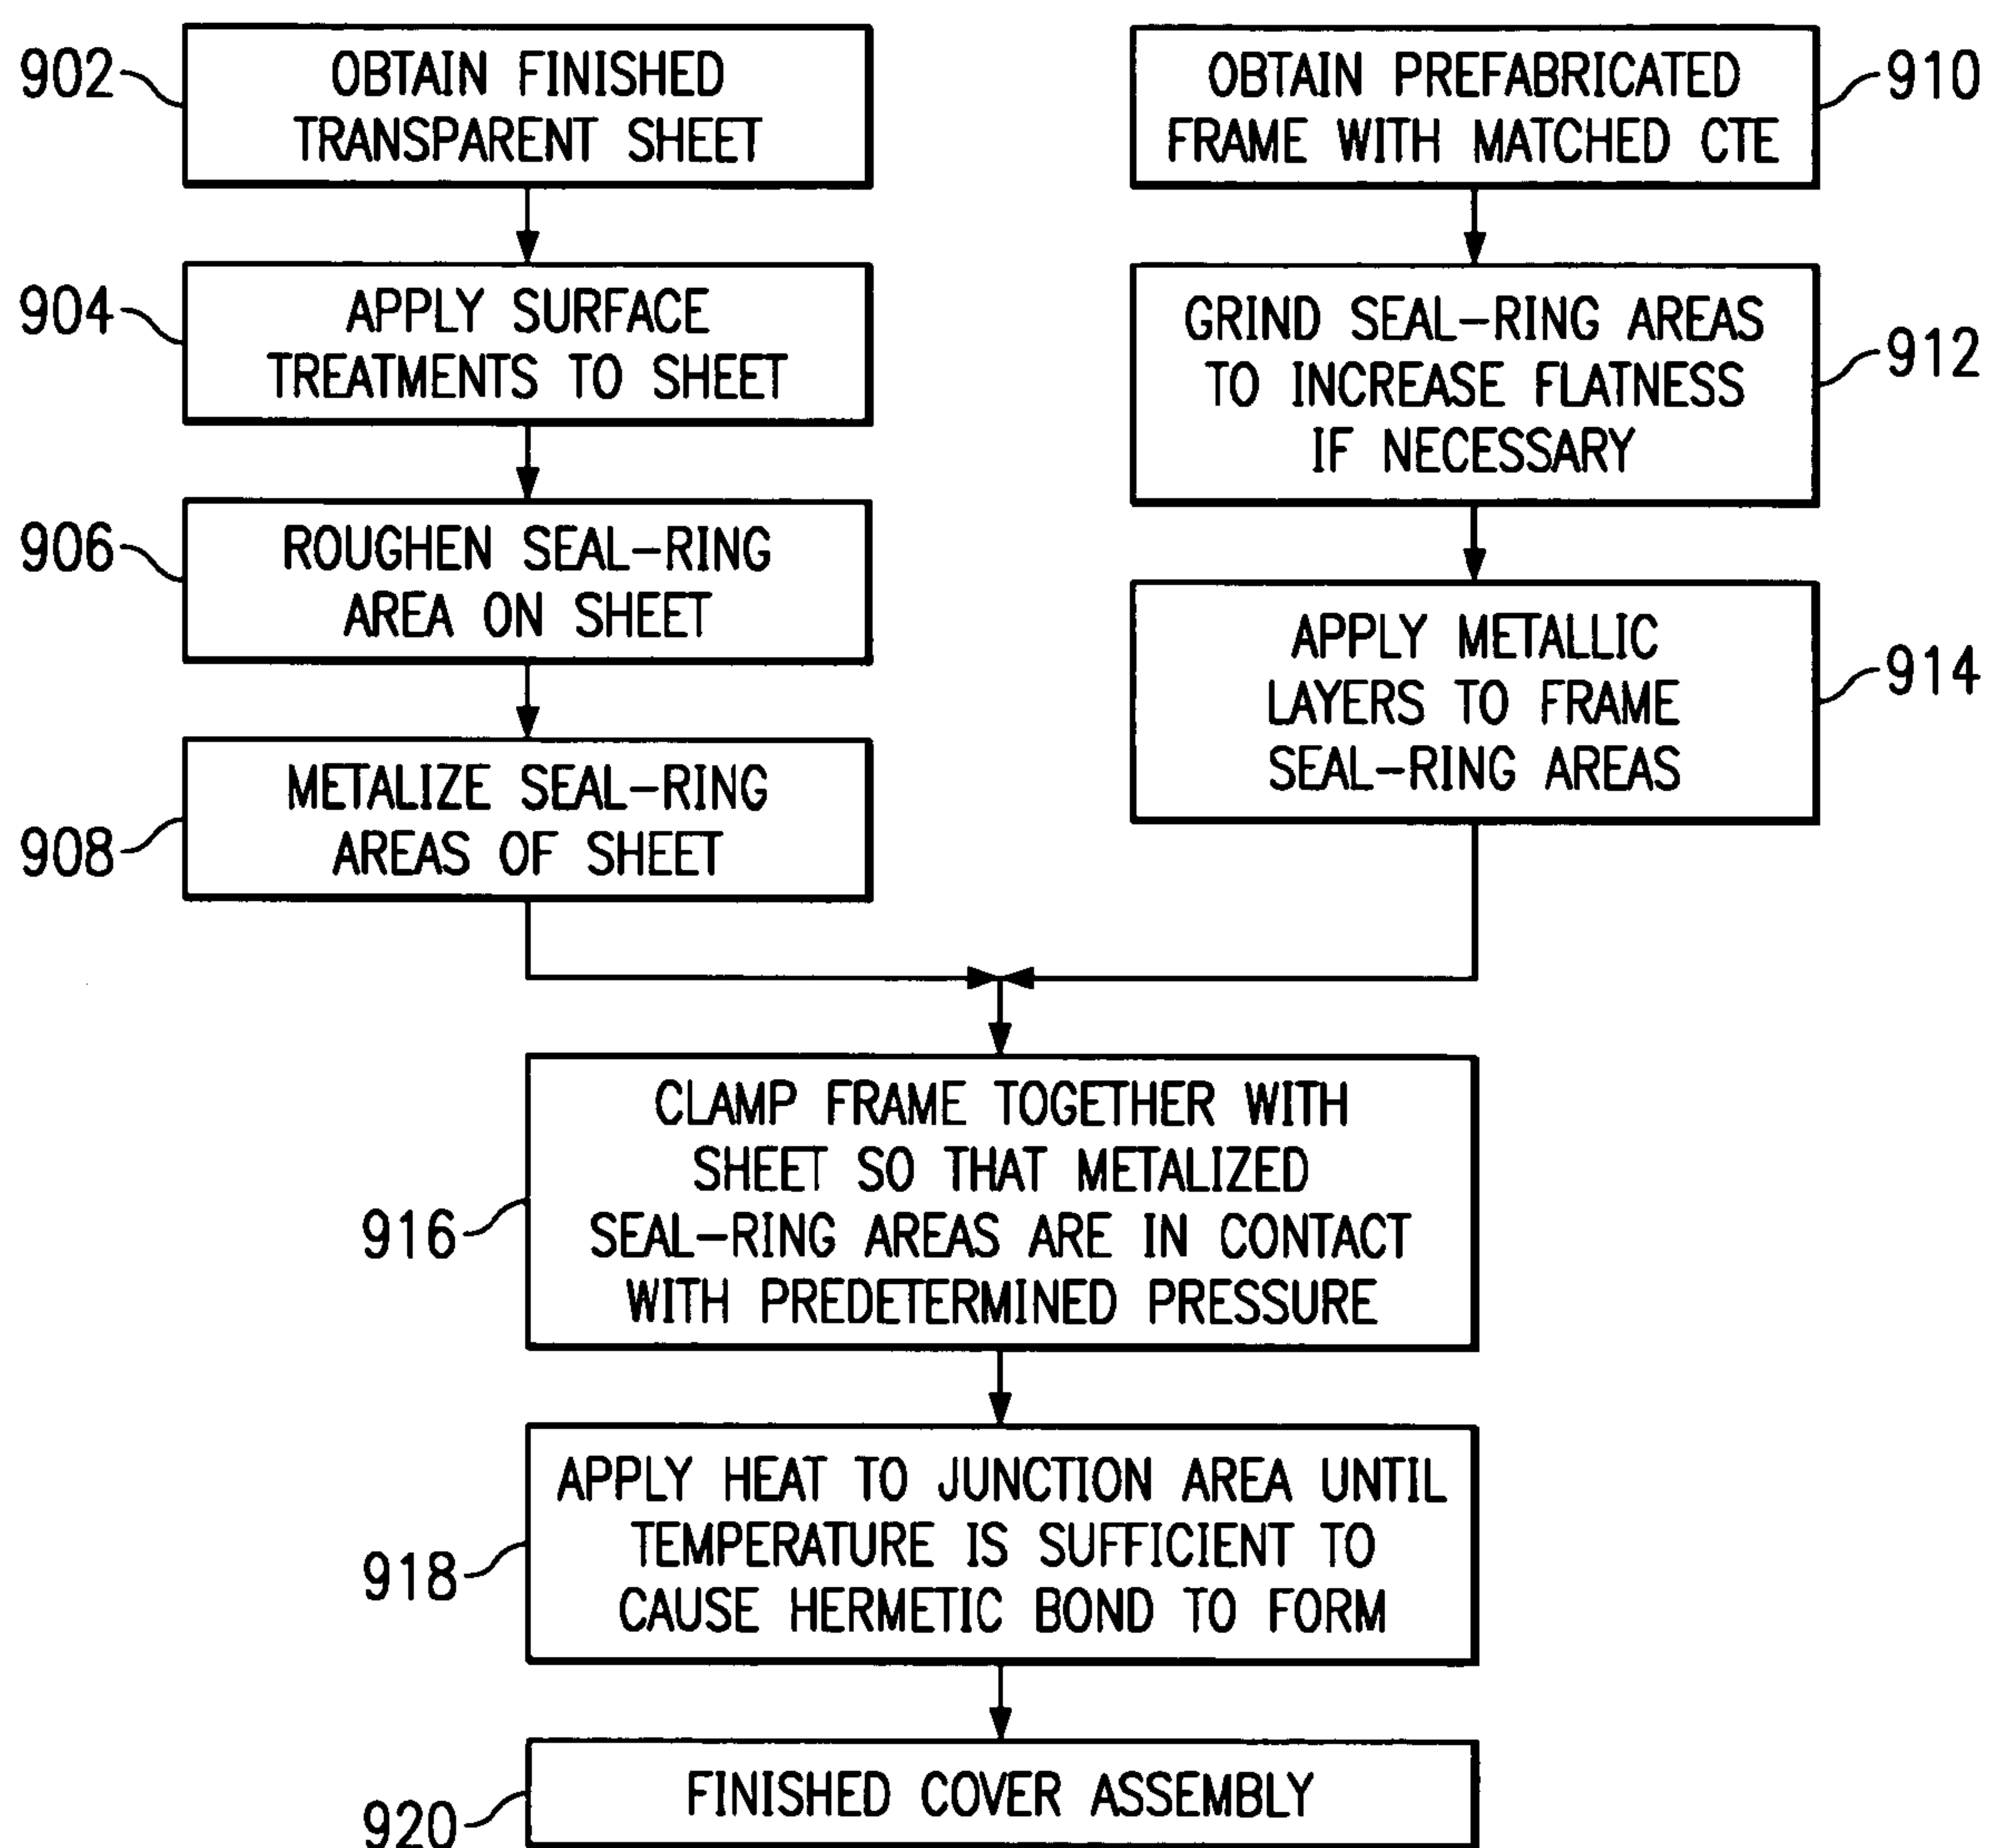 902
OBTAIN FINISHED
TRANSPARENT SHEET
904
APPLY SURFACE
TREATMENTS TO SHEET
906
ROUGHEN SEAL-RING
AREA ON SHEET
908
METALIZE SEAL-RING
AREAS OF SHEET
910
OBTAIN PREFABRICATED
FRAME WITH MATCHED CTE
912
GRIND SEAL-RING AREAS
TO INCREASE FLATNESS
IF NECESSARY
914
APPLY METALLIC
LAYERS TO FRAME
SEAL-RING AREAS
916
CLAMP FRAME TOGETHER WITH
SHEET SO THAT METALIZED
SEAL-RING AREAS ARE IN CONTACT
WITH PREDETERMINED PRESSURE
918
APPLY HEAT TO JUNCTION AREA UNTIL
TEMPERATURE IS SUFFICIENT TO
CAUSE HERMETIC BOND TO FORM
920
FINISHED COVER ASSEMBLY